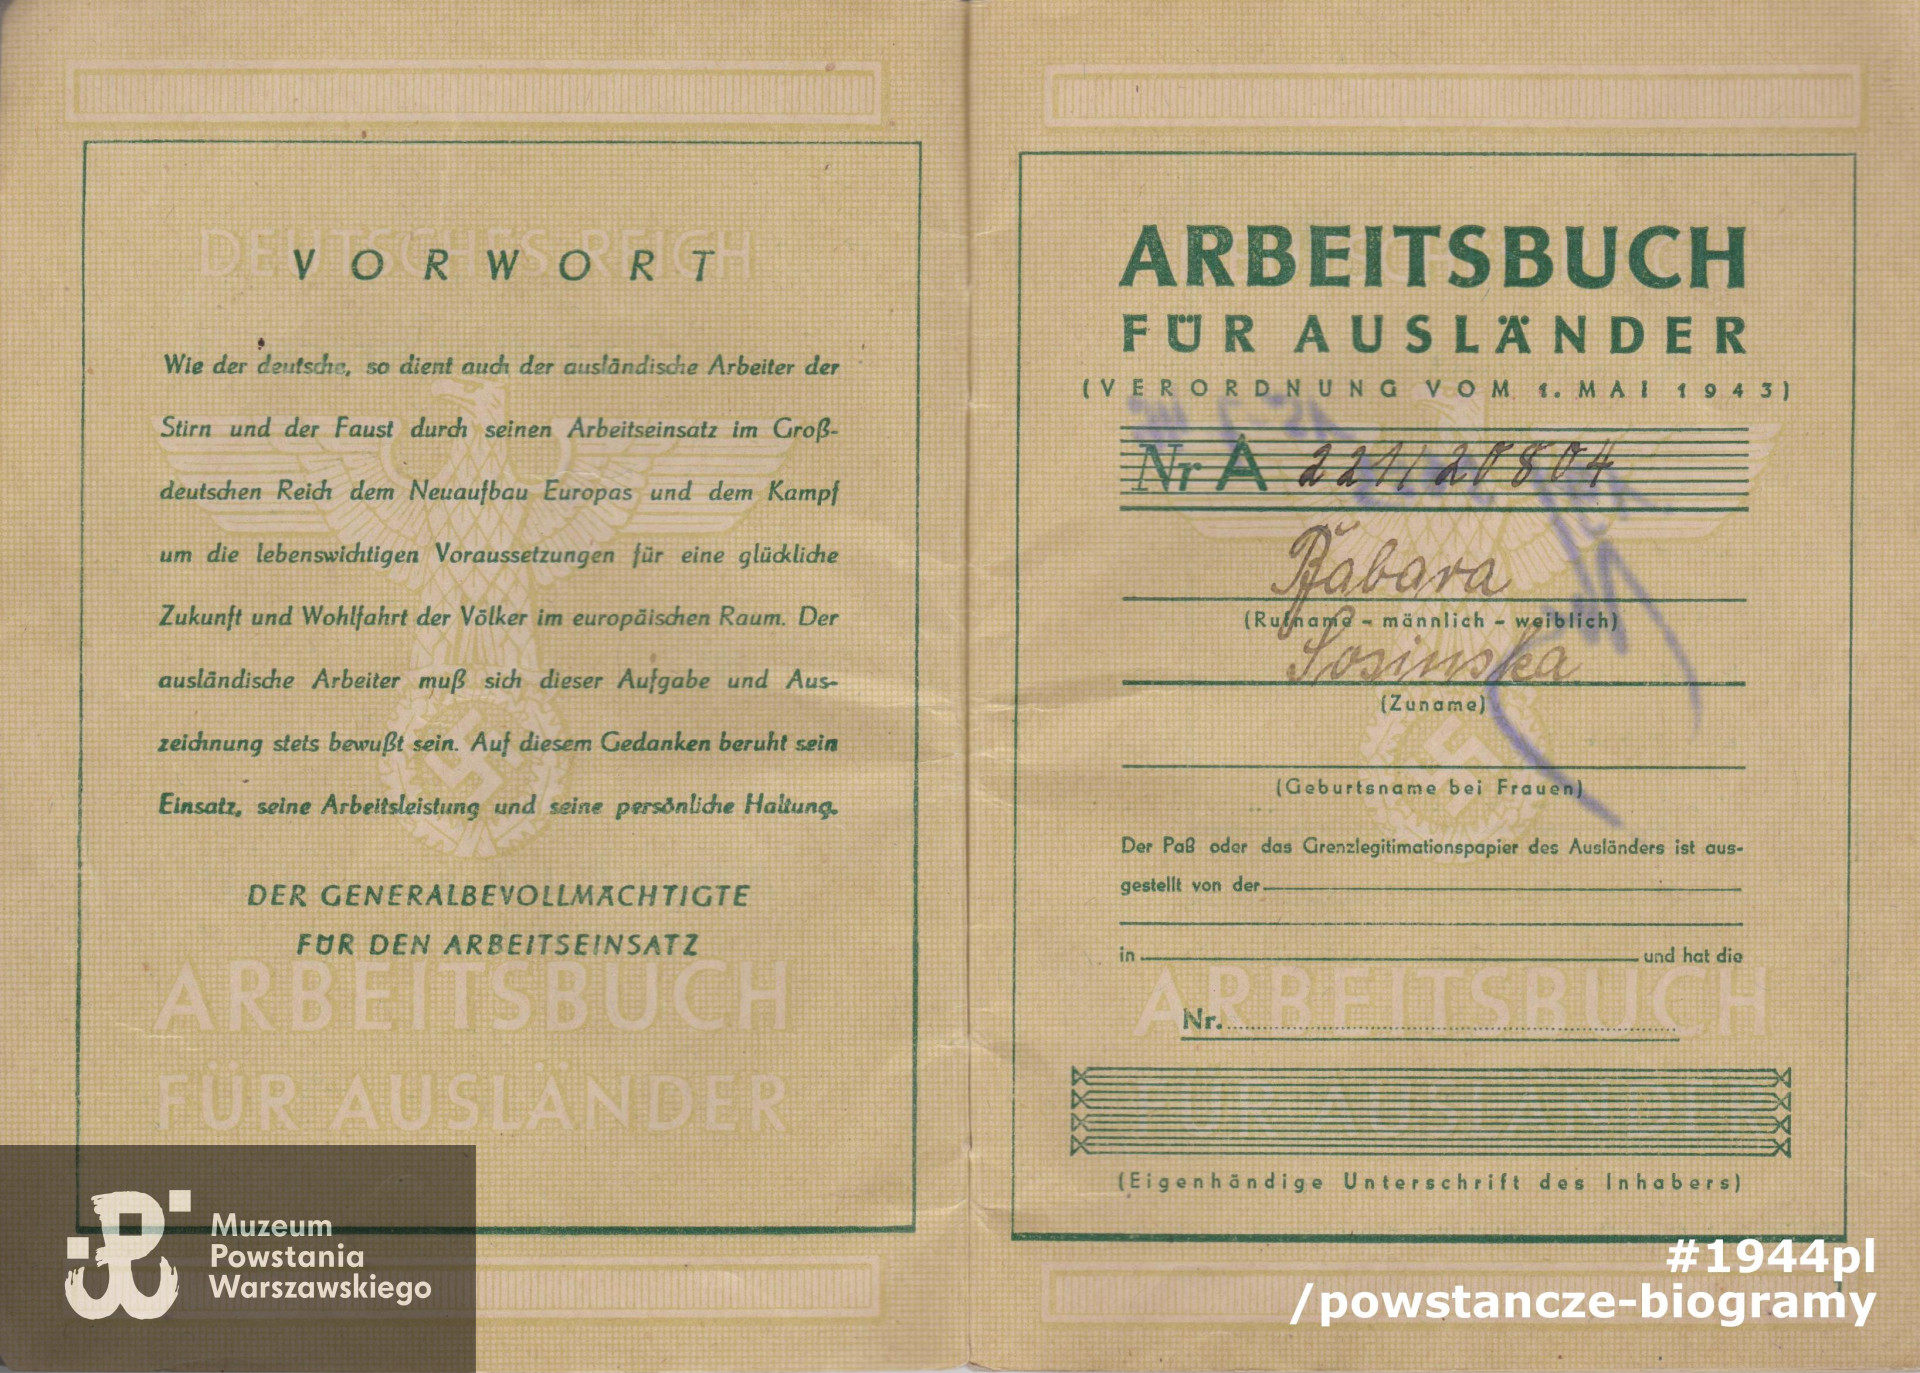 DEUTSCHES REICH
VORWORT
Wie der deutsche, so dient auch der ausländische Arbeiter der
Stirn und der Faust durch seinen Arbeitseinsatz im Groß-
deutschen Reich dem Neuaufbau Europas und dem Kampf
um die lebenswichtigen Voraussetzungen für eine glückliche
Zukunft und Wohlfahrt der Völker im europäischen Raum. Der
ausländische Arbeiter muß sich dieser Aufgabe und Aus-
zeichnung stets bewußt sein. Auf diesem Gedanken beruht sein
Einsatz, seine Arbeitsleistung und seine persönliche Haltung.
DER GENERALBEVOLLMÄCHTIGTE
FÜR DEN ARBEITSEINSATZ
ARBEITSBUCH
FÜR AUSLÄNDER
Muzeum
Powstania
Warszawskiego
ARBEITSBUCH
FÜR AUSLÄNDER
(VERORDNUNG VOM 1. MAI 1943)
Nr A 221/20804
Babara
(Rufname – männlich – weiblich)
Sosinska
(Zuname)
(Geburtsname bei Frauen)
Der Paß oder das Grenzlegitimationspapier des Ausländers ist aus-
gestellt von der
in und hat die
ARBEITSBUCH
Nr.
FÜR AUSLÄNDER
(Eigenhändige Unterschrift des Inhabers)
1
#1944pl
/powstancze-biogramy